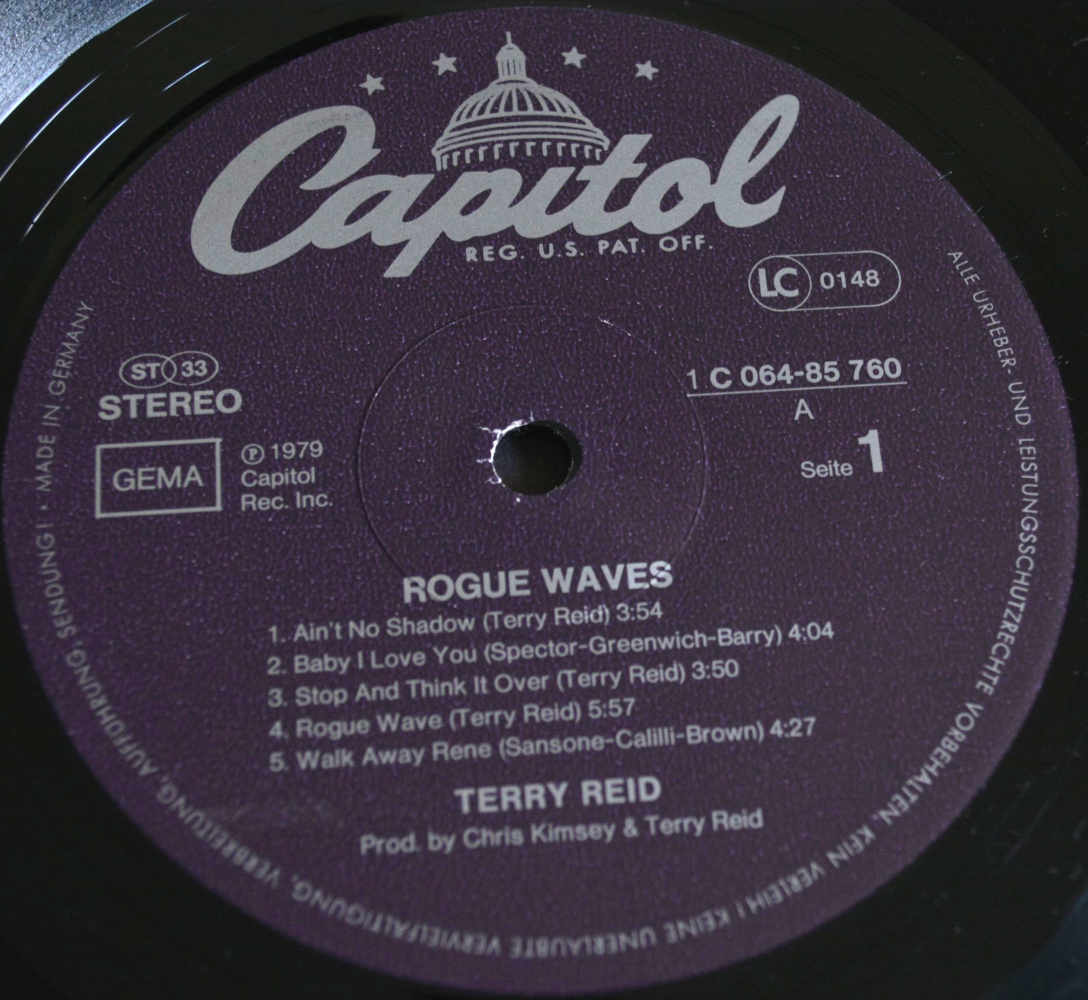 Capitol
REG. U.S. PAT. OFF.
LC 0148
ST 33
STEREO
GEMA
℗ 1979
Capitol
Rec. Inc.
1 C 064-85 760
A
Seite 1
ROGUE WAVES
1. Ain't No Shadow (Terry Reid) 3:54
2. Baby I Love You (Spector-Greenwich-Barry) 4:04
3. Stop And Think It Over (Terry Reid) 3:50
4. Rogue Wave (Terry Reid) 5:57
5. Walk Away Rene (Sansone-Calilli-Brown) 4:27
TERRY REID
Prod. by Chris Kimsey & Terry Reid
ALLE URHEBER- UND LEISTUNGSSCHUTZRECHTE VORBEHALTEN. KEIN VERLEIH! KEINE UNERLAUBTE VERVIELFÄLTIGUNG, VERBREITUNG, AUFFÜHRUNG, SENDUNG! · MADE IN GERMANY